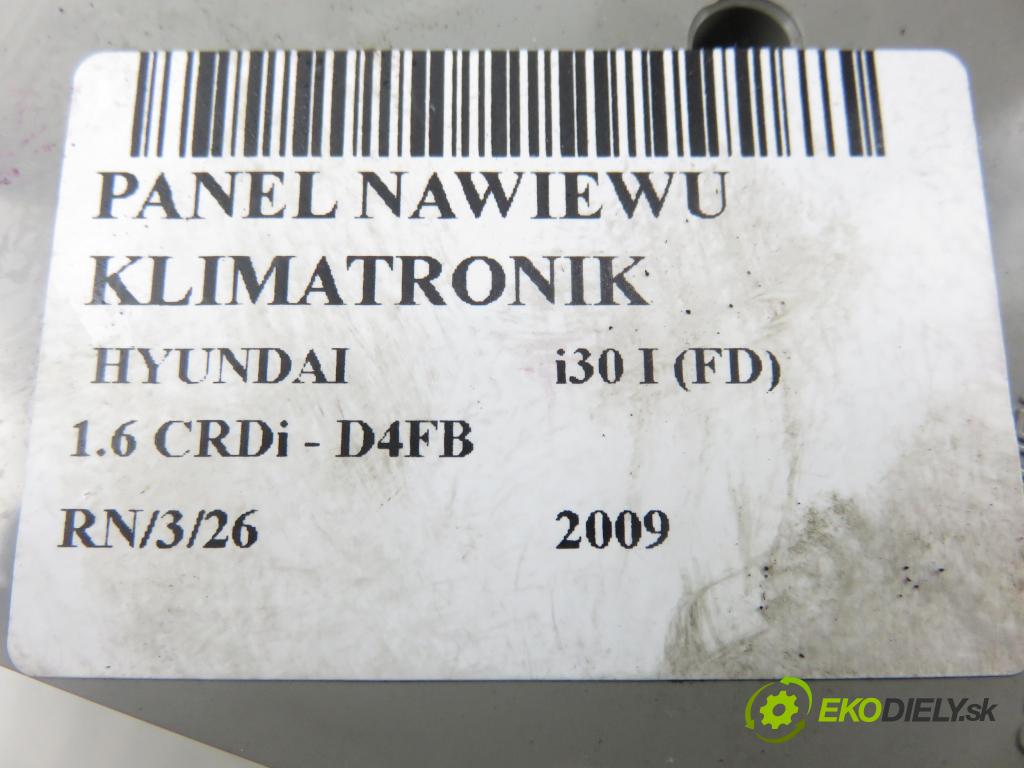 PANEL NAWIEWU
KLIMATRONIK
HYUNDAI i30 I (FD)
1.6 CRDi - D4FB
RN/3/26 2009
EKODIELY.sk